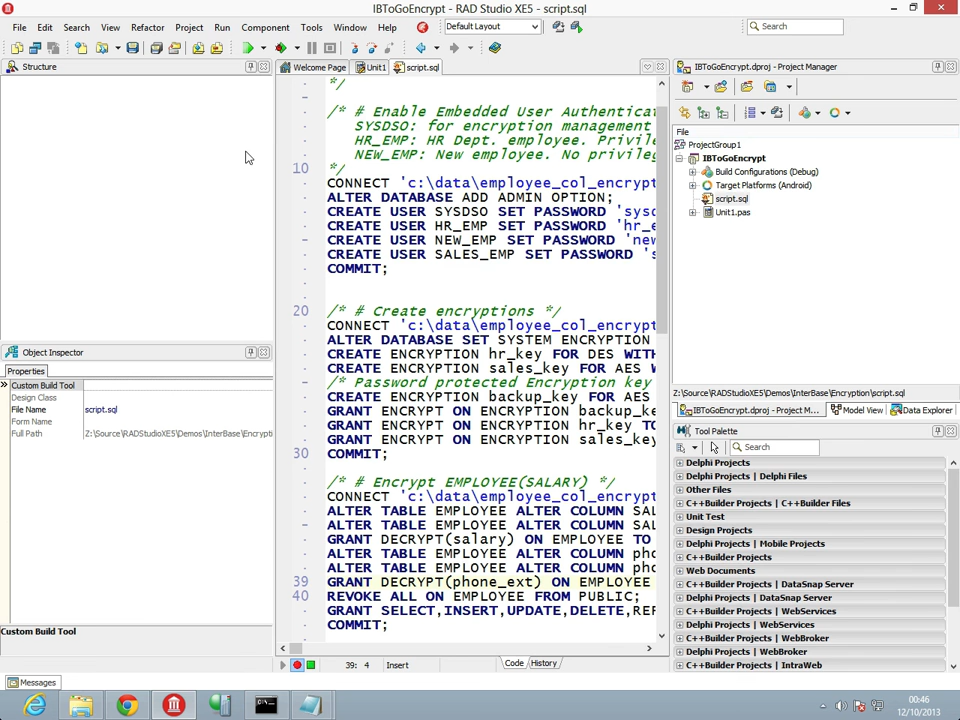 IBToGoEncrypt - RAD Studio XE5 - script.sql
File Edit Search View Refactor Project Run Component Tools Window Help
Default Layout
Search
Structure
Welcome Page Unit1 script.sql
*/
/* # Enable Embedded User Authenticat
SYSDSO: for encryption management
HR_EMP: HR Dept. employee. Privil
NEW_EMP: New employee. No privileg
10 */
CONNECT 'c:\data\employee_col_encrypt
ALTER DATABASE ADD ADMIN OPTION;
CREATE USER SYSDSO SET PASSWORD 'sysd
CREATE USER HR_EMP SET PASSWORD 'hr_e
CREATE USER NEW_EMP SET PASSWORD 'new
CREATE USER SALES_EMP SET PASSWORD 's
COMMIT;
20 /* # Create encryptions */
CONNECT 'c:\data\employee_col_encrypt
ALTER DATABASE SET SYSTEM ENCRYPTION
CREATE ENCRYPTION hr_key FOR DES WITH
CREATE ENCRYPTION sales_key FOR AES W
/* Password protected Encryption key
CREATE ENCRYPTION backup_key FOR AES
GRANT ENCRYPT ON ENCRYPTION backup_ke
GRANT ENCRYPT ON ENCRYPTION hr_key TO
GRANT ENCRYPT ON ENCRYPTION sales_key
30 COMMIT;
/* # Encrypt EMPLOYEE(SALARY) */
CONNECT 'c:\data\employee_col_encrypt
ALTER TABLE EMPLOYEE ALTER COLUMN SAL
ALTER TABLE EMPLOYEE ALTER COLUMN SAL
GRANT DECRYPT(salary) ON EMPLOYEE TO
ALTER TABLE EMPLOYEE ALTER COLUMN pho
ALTER TABLE EMPLOYEE ALTER COLUMN pho
39 GRANT DECRYPT(phone_ext) ON EMPLOYEE
40 REVOKE ALL ON EMPLOYEE FROM PUBLIC;
GRANT SELECT,INSERT,UPDATE,DELETE,REF
COMMIT;
39: 4 Insert
Code History
Object Inspector
Properties
Custom Build Tool
Design Class
File Name script.sql
Form Name
Full Path Z:\Source\RADStudioXE5\Demos\InterBase\Encrypti
Custom Build Tool
Messages
IBToGoEncrypt.dproj - Project Manager
File
ProjectGroup1
IBToGoEncrypt
Build Configurations (Debug)
Target Platforms (Android)
script.sql
Unit1.pas
Z:\Source\RADStudioXE5\Demos\InterBase\Encryption\script.sql
IBToGoEncrypt.dproj - Project M... Model View Data Explorer
Tool Palette
Search
Delphi Projects
Delphi Projects | Delphi Files
Other Files
C++Builder Projects | C++Builder Files
Unit Test
Design Projects
Delphi Projects | Mobile Projects
C++Builder Projects
Web Documents
C++Builder Projects | DataSnap Server
Delphi Projects | DataSnap Server
C++Builder Projects | WebServices
Delphi Projects | WebServices
C++Builder Projects | WebBroker
Delphi Projects | WebBroker
C++Builder Projects | IntraWeb
00:46
12/10/2013